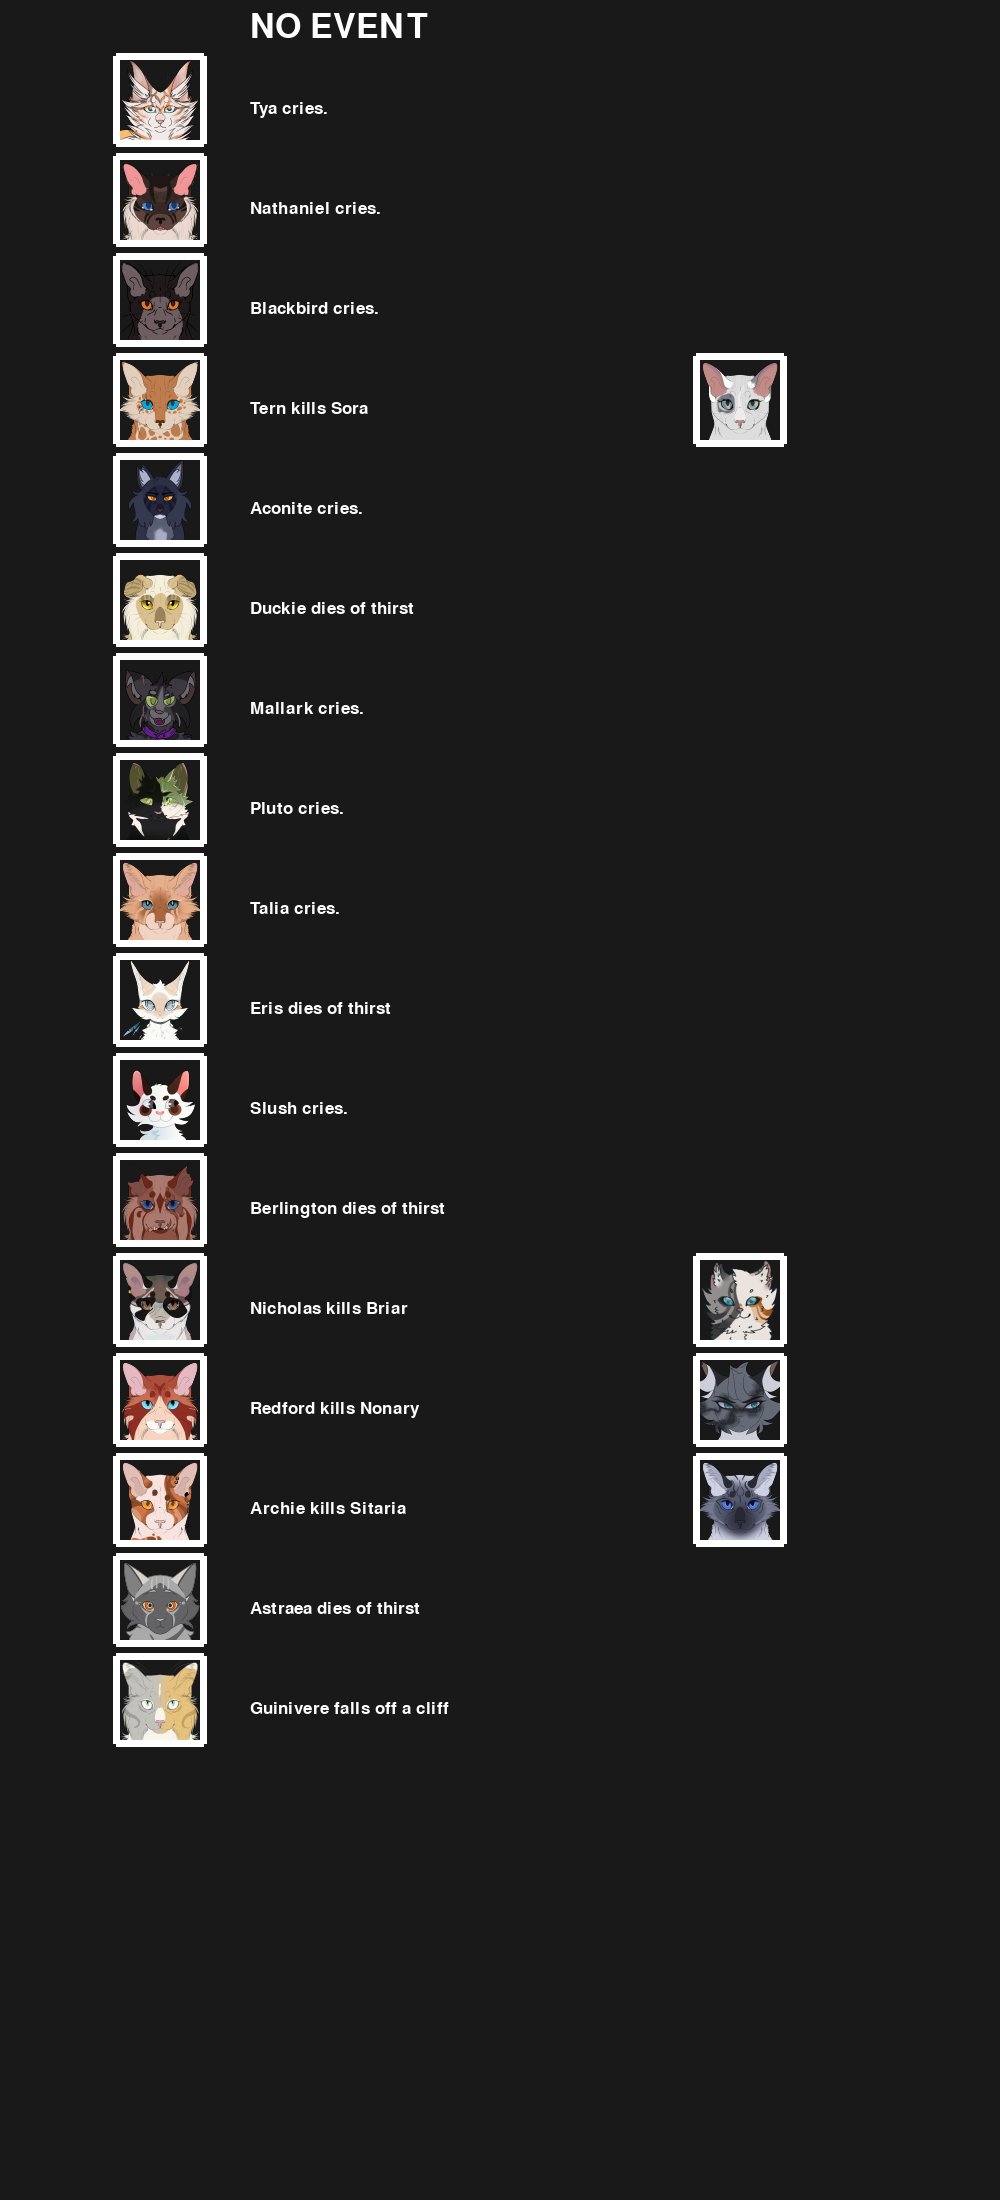 NO EVENT
Tya cries.
Nathaniel cries.
Blackbird cries.
Tern kills Sora
Aconite cries.
Duckie dies of thirst
Mallark cries.
Pluto cries.
Talia cries.
Eris dies of thirst
Slush cries.
Berlington dies of thirst
Nicholas kills Briar
Redford kills Nonary
Archie kills Sitaria
Astraea dies of thirst
Guinivere falls off a cliff